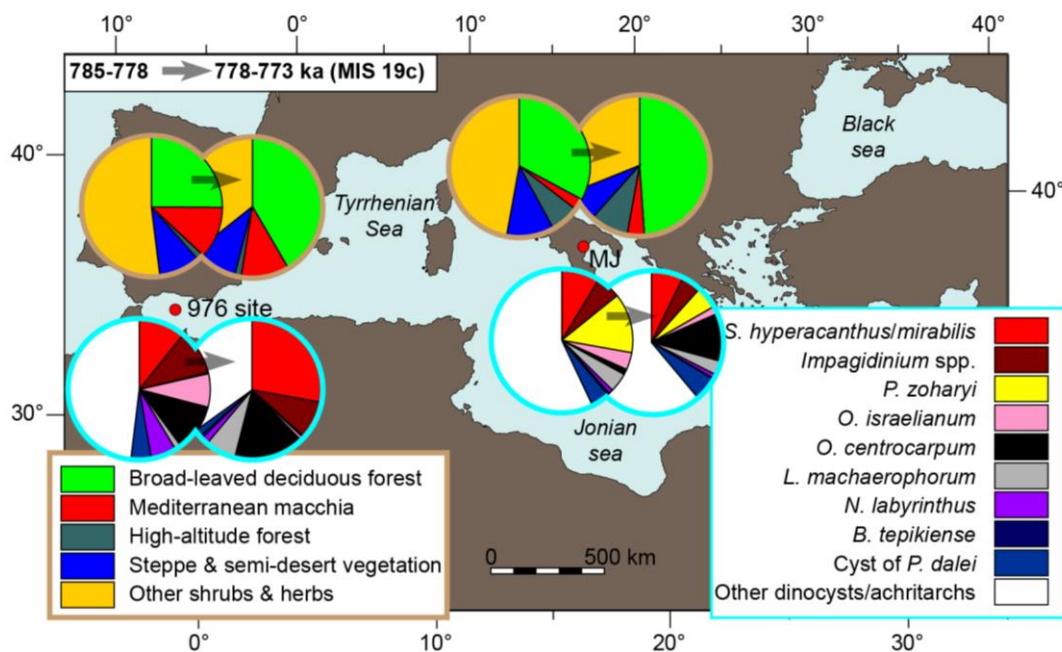 10° 0° 10° 20° 30° 40°
785-778 778-773 ka (MIS 19c)
Black
sea
40°
40°
Tyrrhenian
Sea
MJ
976 site
30°
30°
Jonian
sea
S. hyperacanthus/mirabilis
Impagidinium spp.
P. zoharyi
O. israelianum
O. centrocarpum
L. machaerophorum
N. labyrinthus
B. tepikiense
Cyst of P. dalei
Other dinocysts/achritarchs
Broad-leaved deciduous forest
Mediterranean macchia
High-altitude forest
Steppe & semi-desert vegetation
Other shrubs & herbs
0 500 km
0° 10° 20° 30°